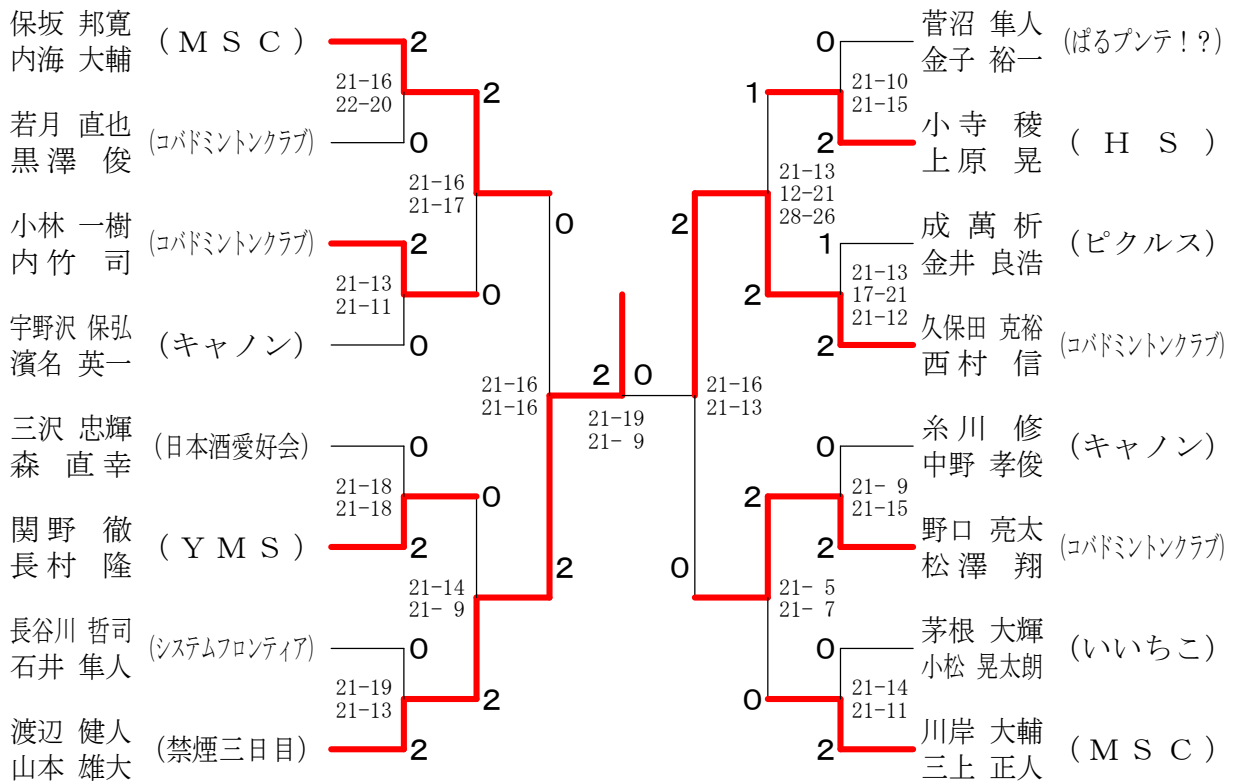 保坂 邦寛
内海 大輔
(ＭＳＣ)
2
21-16
22-20
2
若月 直也
黒澤 俊
(コバドミントンクラブ)
0
21-16
21-17
0
小林 一樹
内竹 司
(コバドミントンクラブ)
2
21-13
21-11
0
宇野沢 保弘
濱名 英一
(キャノン)
0
21-16
21-16
三沢 忠輝
森 直幸
(日本酒愛好会)
0
21-18
21-18
0
関野 徹
長村 隆
(ＹＭＳ)
2
21-14
21- 9
2
長谷川 哲司
石井 隼人
(システムフロンティア)
0
21-19
21-13
2
渡辺 健人
山本 雄大
(禁煙三日目)
2
2 0
21-19
21- 9
0
菅沼 隼人
金子 裕一
(ぱるプンテ！？)
1
21-10
21-15
2
小寺 稜
上原 晃
(ＨＳ)
2
21-13
12-21
28-26
1
成 萬析
金井 良浩
(ピクルス)
2
21-13
17-21
21-12
2
久保田 克裕
西村 信
(コバドミントンクラブ)
21-16
21-13
0
糸川 修
中野 孝俊
(キャノン)
2
21- 9
21-15
2
野口 亮太
松澤 翔
(コバドミントンクラブ)
0
21- 5
21- 7
0
茅根 大輝
小松 晃太朗
(いいちこ)
0
21-14
21-11
2
川岸 大輔
三上 正人
(ＭＳＣ)